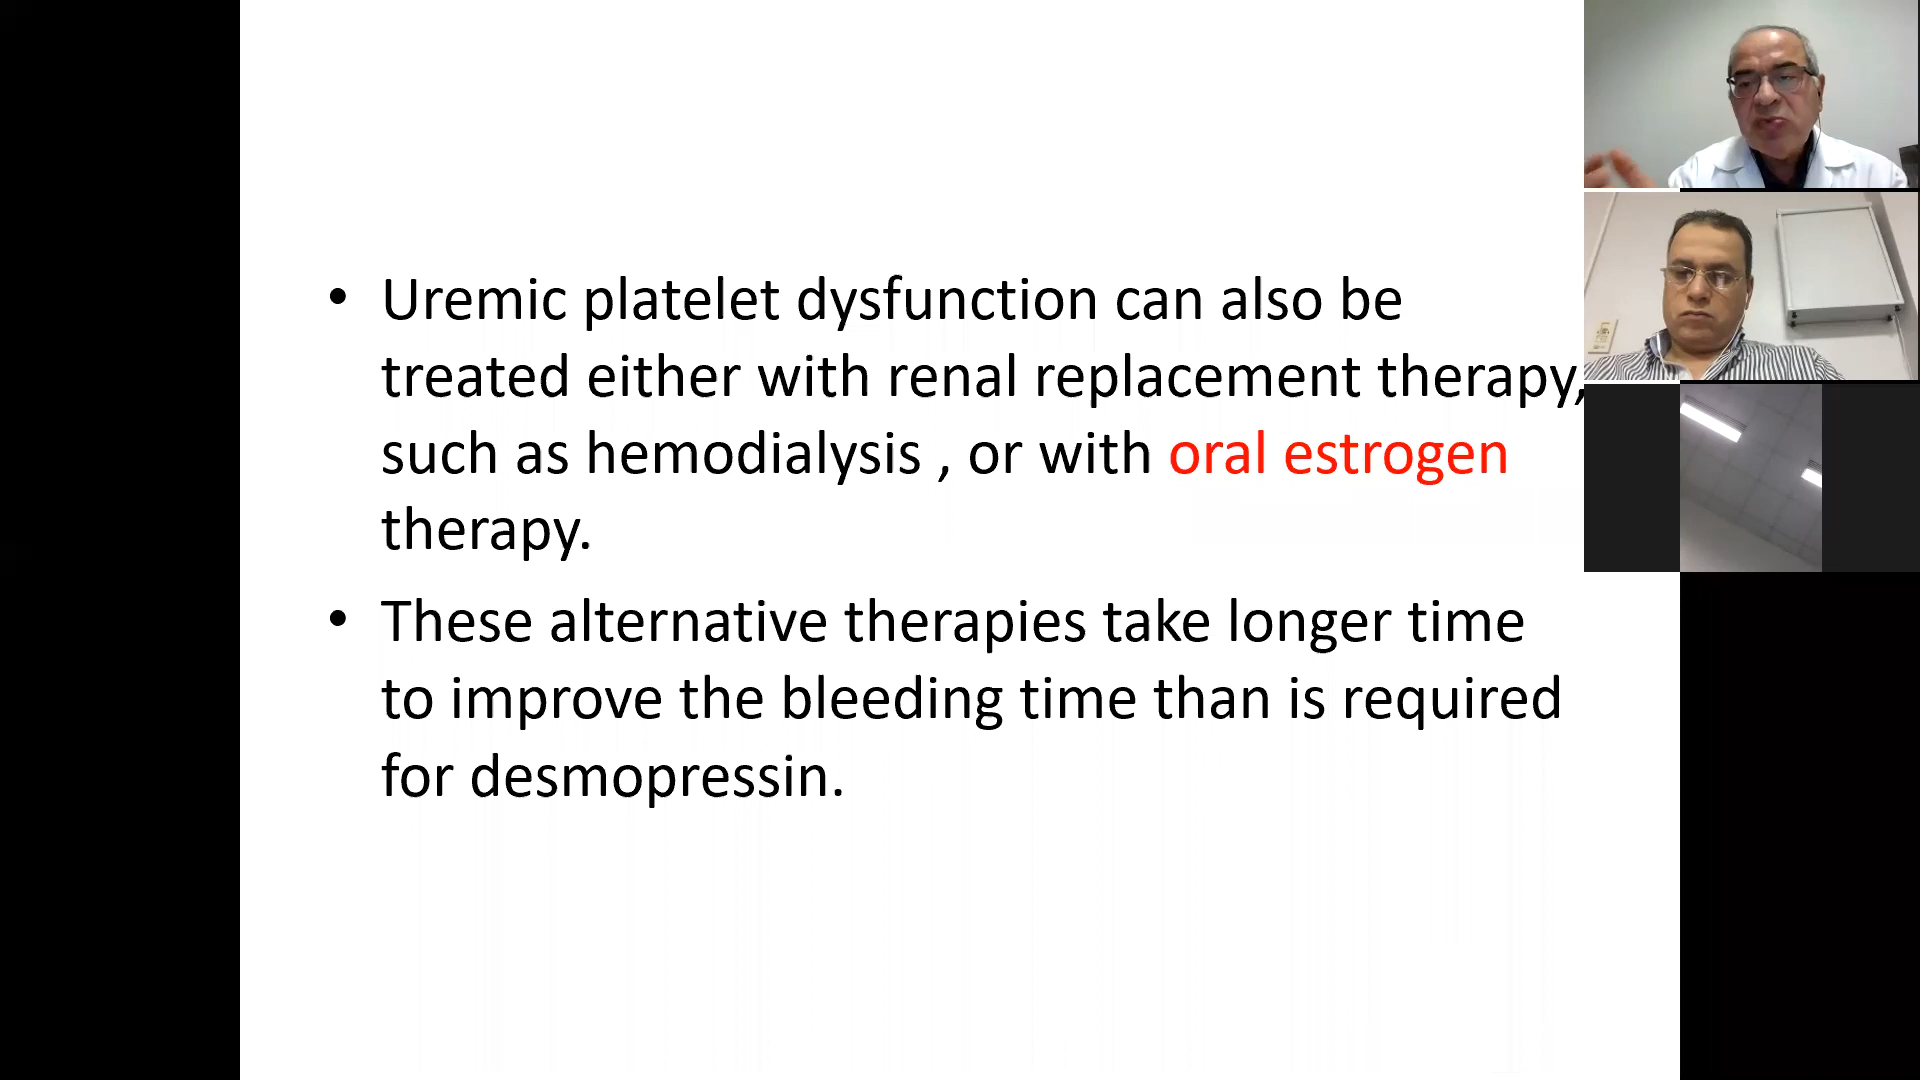 • Uremic platelet dysfunction can also be
treated either with renal replacement therapy,
such as hemodialysis , or with oral estrogen
therapy.
• These alternative therapies take longer time
to improve the bleeding time than is required
for desmopressin.